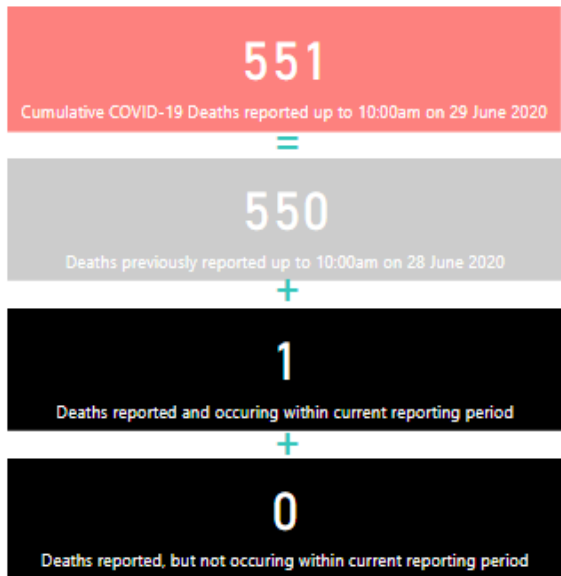 551
Cumulative COVID-19 Deaths reported up to 10:00am on 29 June 2020
=
550
Deaths previously reported up to 10:00am on 28 June 2020
+
1
Deaths reported and occuring within current reporting period
+
0
Deaths reported, but not occuring within current reporting period